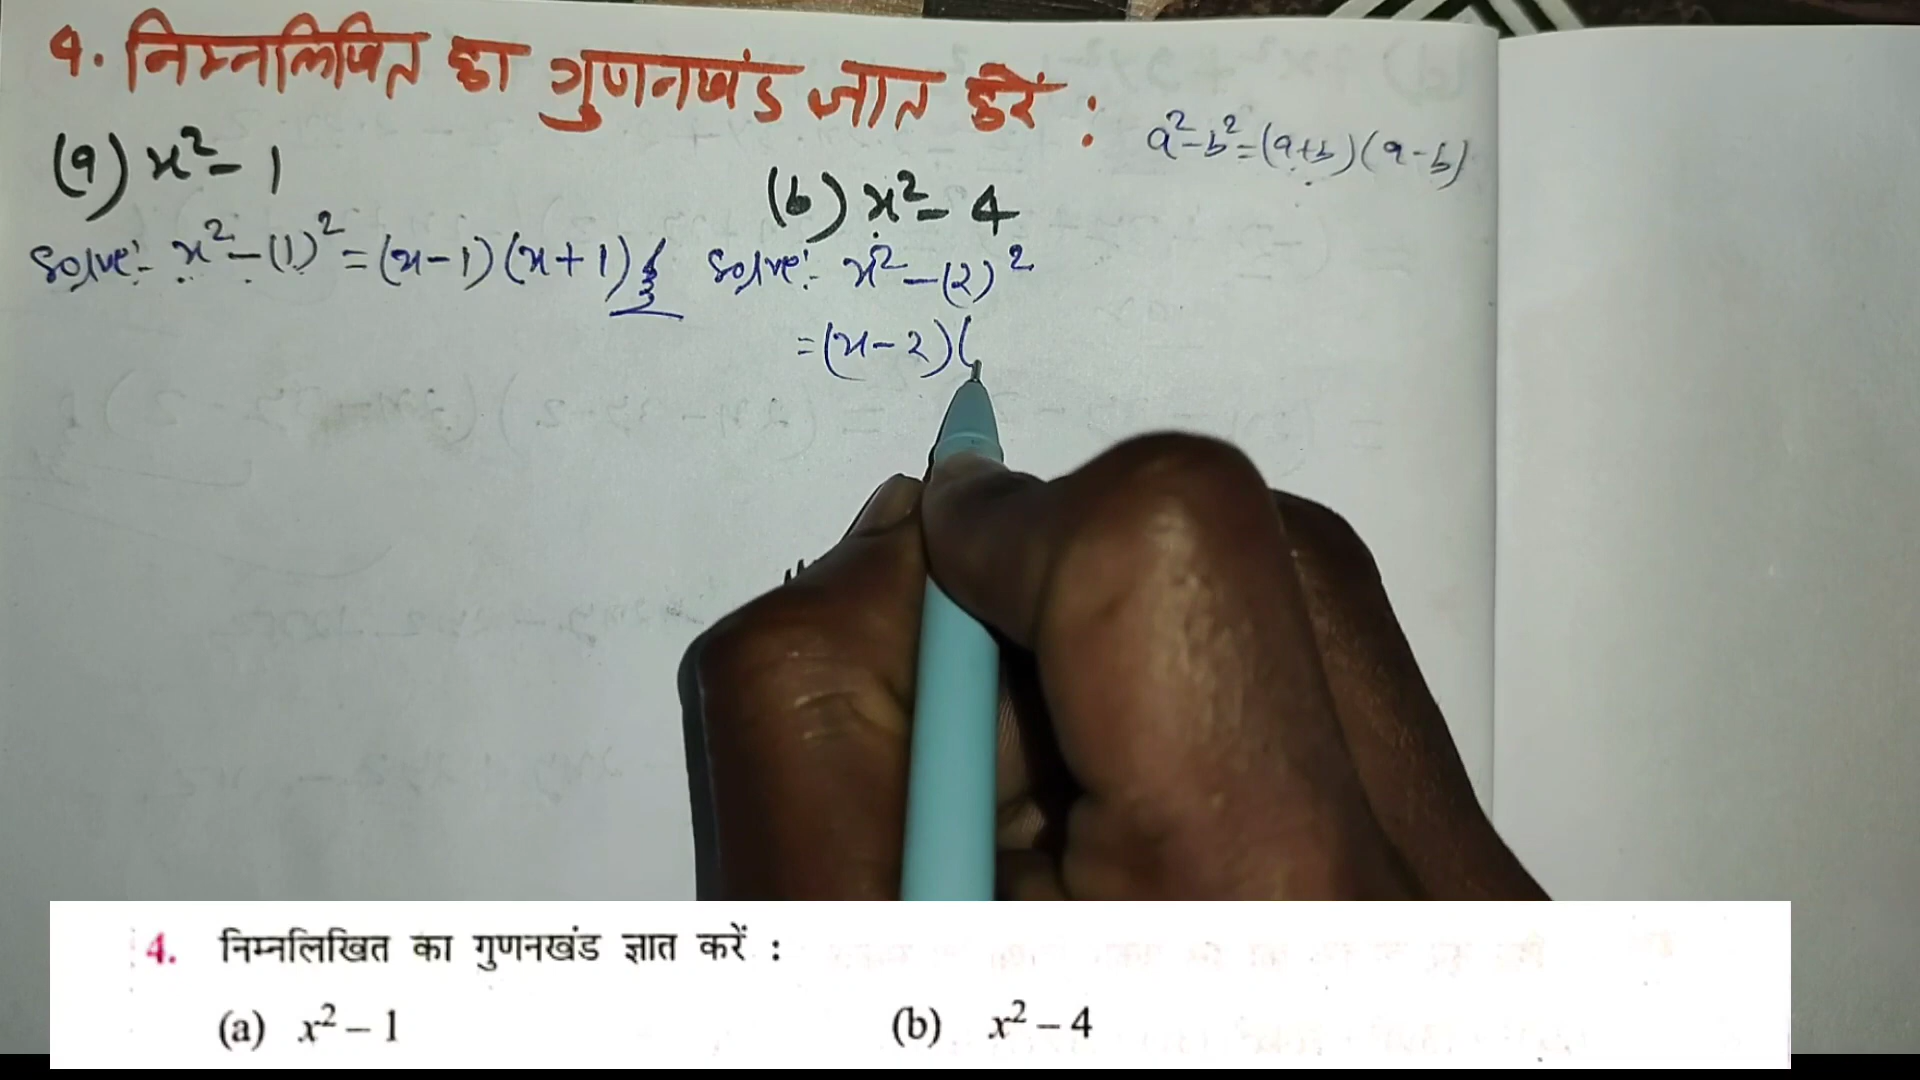 4. निम्नलिखित का गुणनखंड ज्ञात करें :
a²-b²=(a+b)(a-b)
(a) x²-1
(b) x²-4
Solve:- x²-(1)²=(x-1)(x+1)
Solve:- x²-(2)²
=(x-2)(
4. निम्नलिखित का गुणनखंड ज्ञात करें :
(a) x² – 1
(b) x² – 4